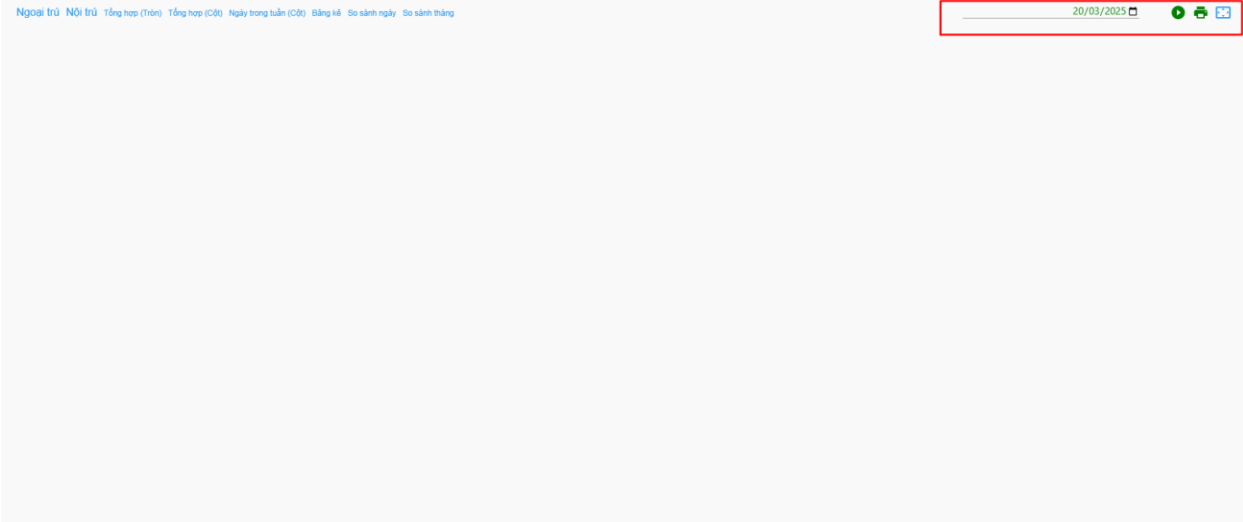 Ngoại trú Nội trú Tổng hợp (Tròn) Tổng hợp (Cột) Ngày trong tuần (Cột) Bảng kê So sánh ngày So sánh tháng 20/03/2025